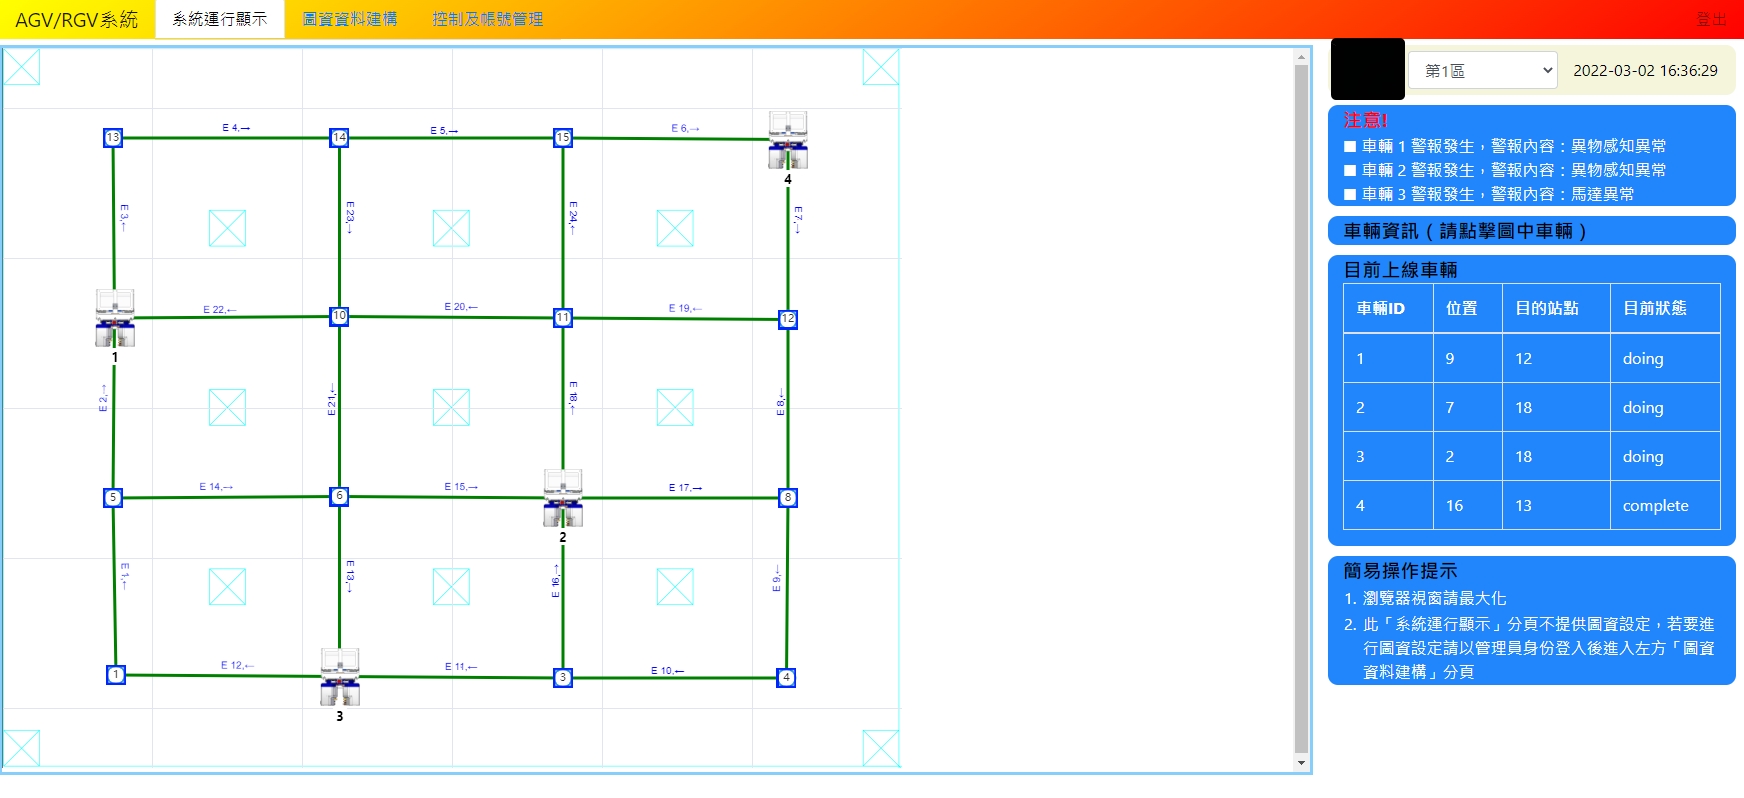 AGV/RGV系統 系統運行顯示 圖資資料建構 控制及帳號管理 登出
第1區 2022-03-02 16:36:29
注意!
■ 車輛 1 警報發生，警報內容：異物感知異常
■ 車輛 2 警報發生，警報內容：異物感知異常
■ 車輛 3 警報發生，警報內容：馬達異常
車輛資訊 ( 請點擊圖中車輛 )
目前上線車輛
車輛ID 位置 目的站點 目前狀態
1 9 12 doing
2 7 18 doing
3 2 18 doing
4 16 13 complete
簡易操作提示
1. 瀏覽器視窗請最大化
2. 此「系統運行顯示」分頁不提供圖資設定，若要進
行圖資設定請以管理員身份登入後進入左方「圖資
資料建構」分頁
E 4,→ E 5,→ E 6,→
13 14 15
4
E 3,← E 23,→ E 24,← E 7,→
E 22,← E 20,← E 19,←
10 11 12
1
E 2,→ E 21,← E 18,← E 8,←
E 14,→ E 15,→ E 17,→
5 6 8
2
E 1,← E 13,→ E 16,→ E 9,→
E 12,← E 11,← E 10,←
1 3 4
3